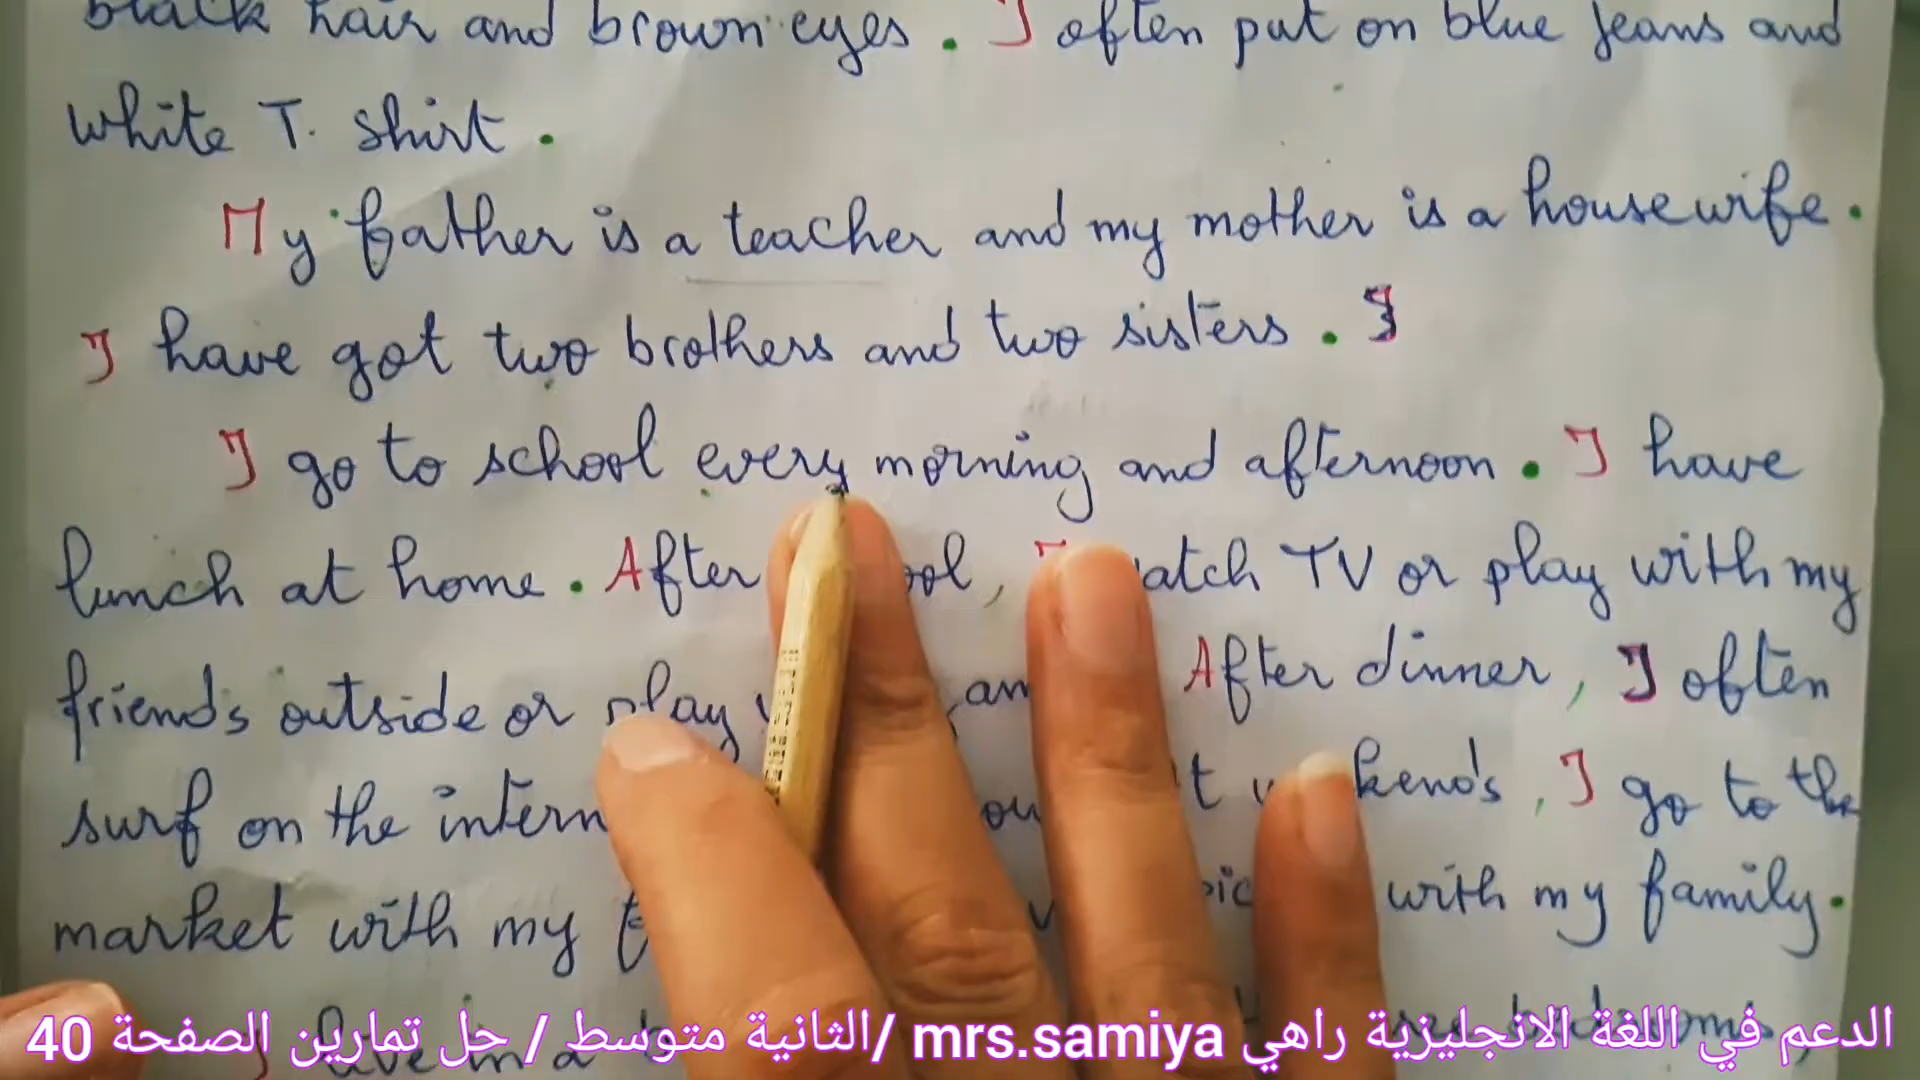 black hair and brown eyes. I often put on blue jeans and
white T. shirt.
My father is a teacher and my mother is a housewife.
I have got two brothers and two sisters. I
I go to school every morning and afternoon. I have
lunch at home. After I TV or play with my
friends outside or play After dinner, I often
surf on the I go to the
market with my with my family.
I live in a
الدعم في اللغة الانجليزية راهي mrs.samiya /الثانية متوسط / حل تمارين الصفحة 40